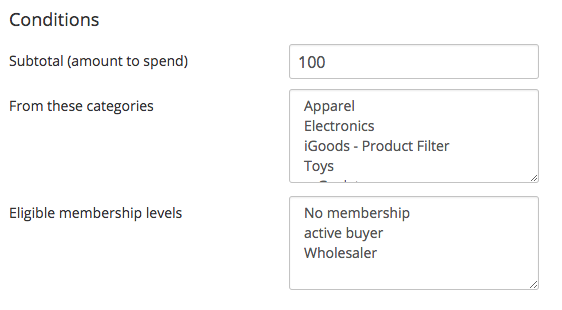 Conditions
Subtotal (amount to spend)
100
From these categories
Apparel
Electronics
iGoods - Product Filter
Toys
Eligible membership levels
No membership
active buyer
Wholesaler